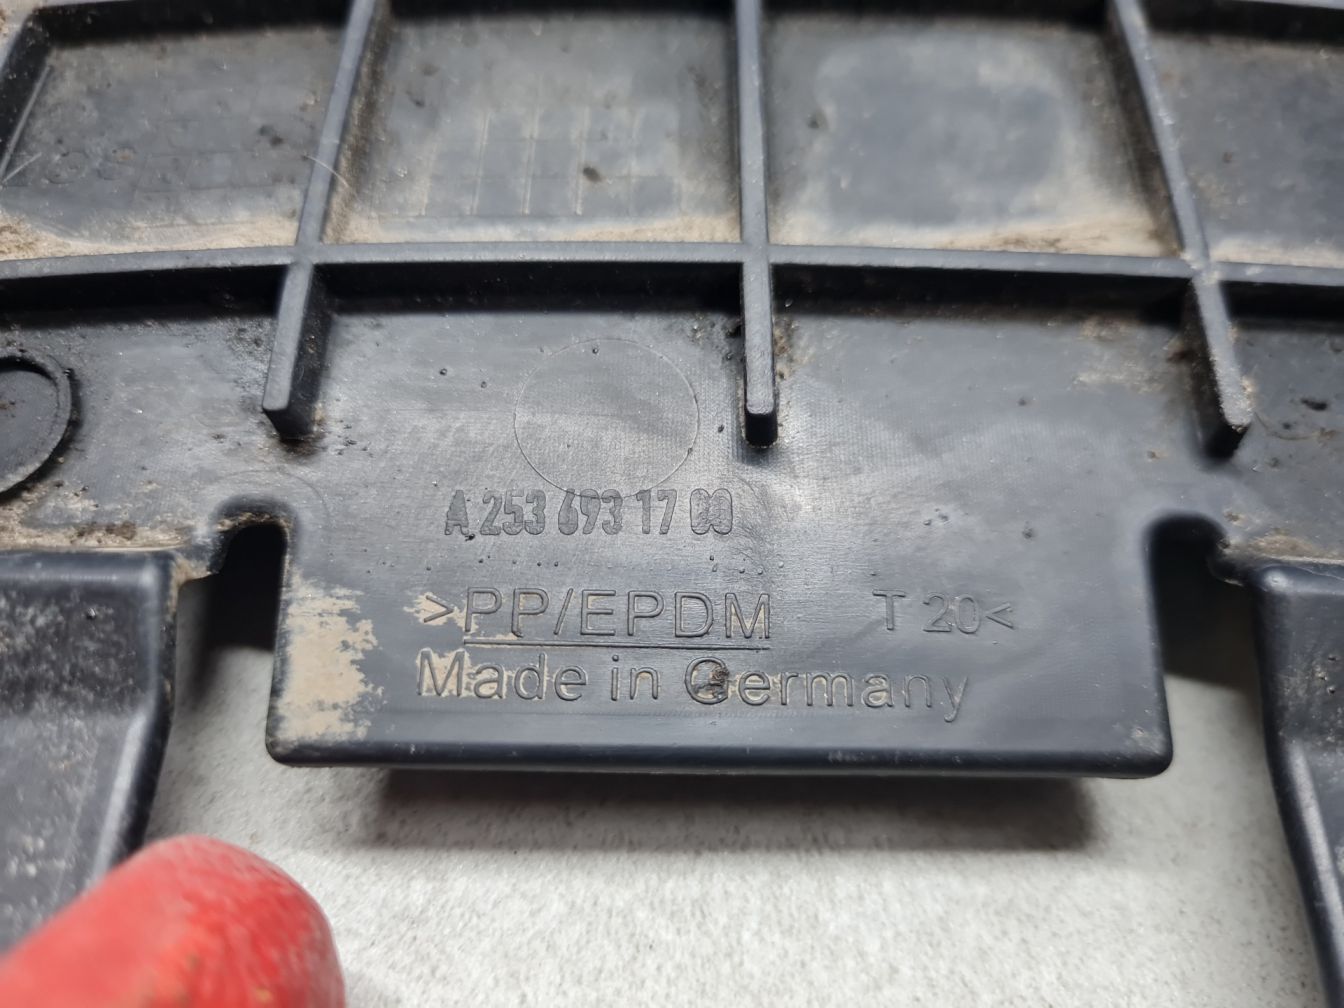 A 253 693 17 00
>PP/EPDM T 20<
Made in Germany